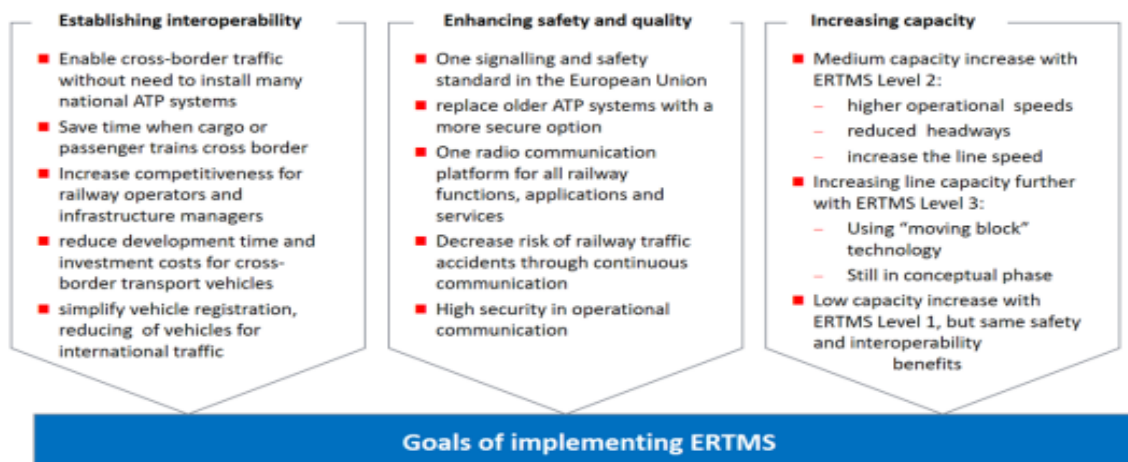 Establishing interoperability
Enable cross-border traffic
without need to install many
national ATP systems
Save time when cargo or
passenger trains cross border
Increase competitiveness for
railway operators and
infrastructure managers
reduce development time and
investment costs for cross-
border transport vehicles
simplify vehicle registration,
reducing of vehicles for
international traffic
Enhancing safety and quality
One signalling and safety
standard in the European Union
replace older ATP systems with a
more secure option
One radio communication
platform for all railway
functions, applications and
services
Decrease risk of railway traffic
accidents through continuous
communication
High security in operational
communication
Increasing capacity
Medium capacity increase with
ERTMS Level 2:
– higher operational speeds
– reduced headways
– increase the line speed
Increasing line capacity further
with ERTMS Level 3:
– Using “moving block”
technology
– Still in conceptual phase
Low capacity increase with
ERTMS Level 1, but same safety
and interoperability
benefits
Goals of implementing ERTMS